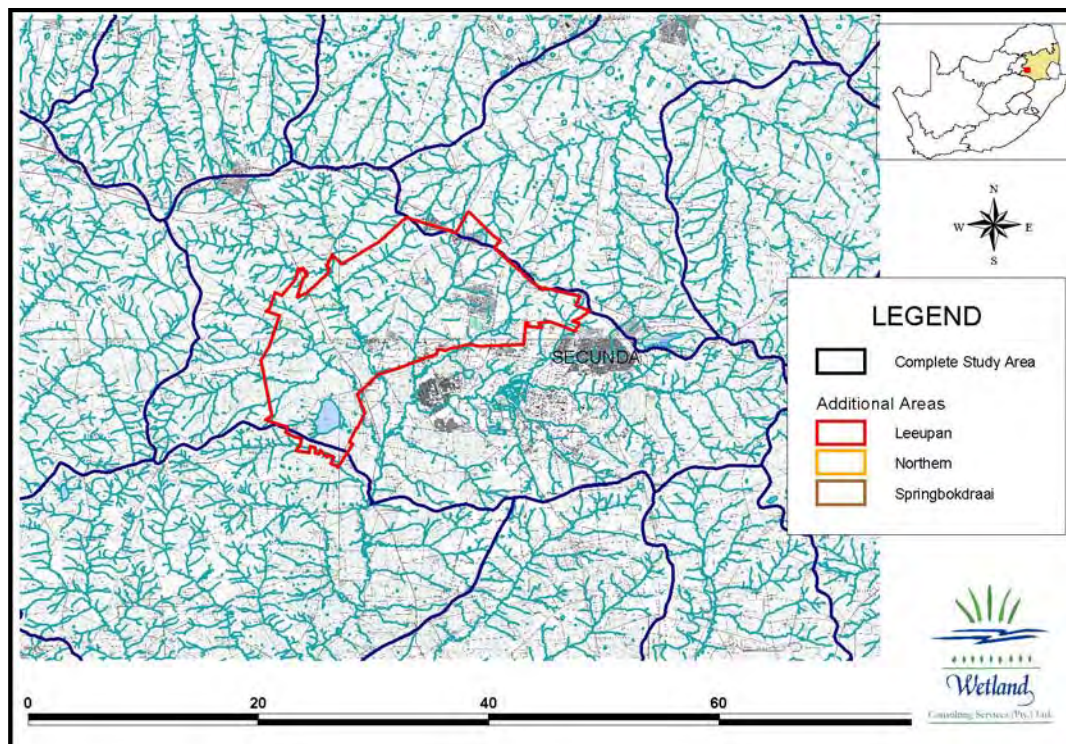 N
W E
S
LEGEND
Complete Study Area
Additional Areas
Leeupan
Northern
Springbokdraai
SECUNDA
Wetland
Consulting Services (Pty.) Ltd.
0 20 40 60